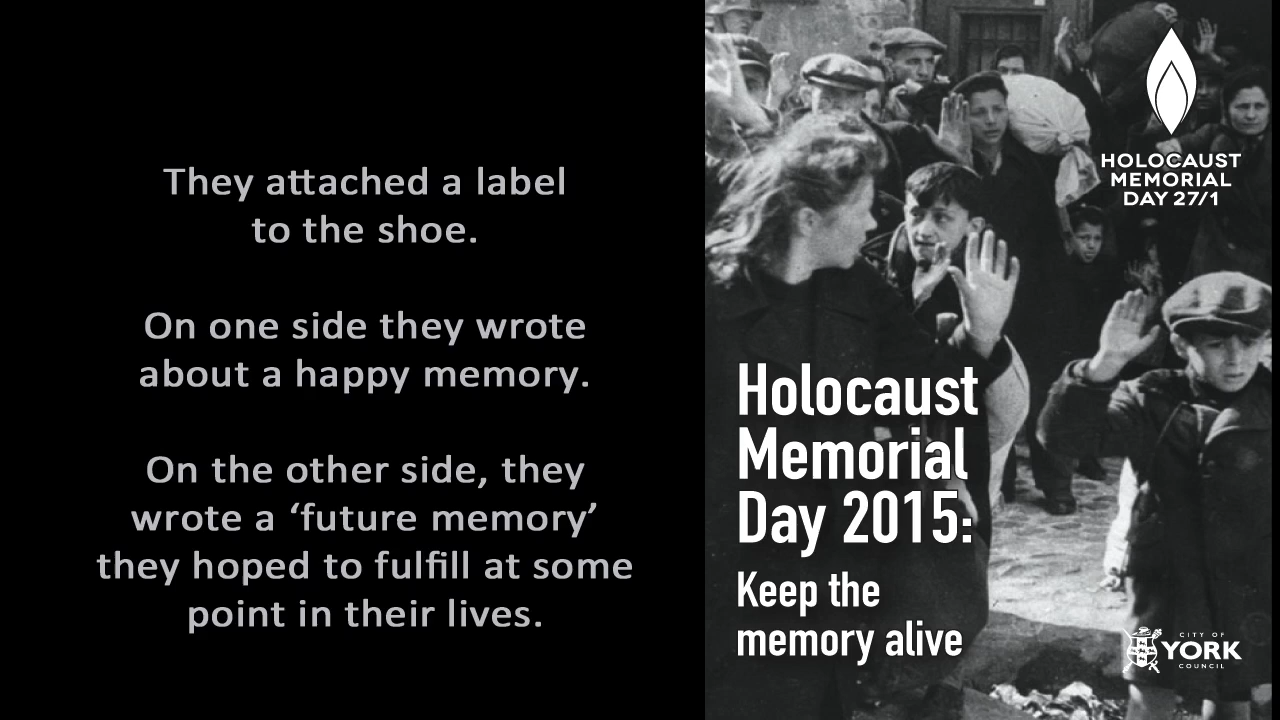 They attached a label
to the shoe.
On one side they wrote
about a happy memory.
On the other side, they
wrote a ‘future memory’
they hoped to fulfill at some
point in their lives.
HOLOCAUST
MEMORIAL
DAY 27/1
Holocaust
Memorial
Day 2015:
Keep the
memory alive
CITY OF
YORK
COUNCIL